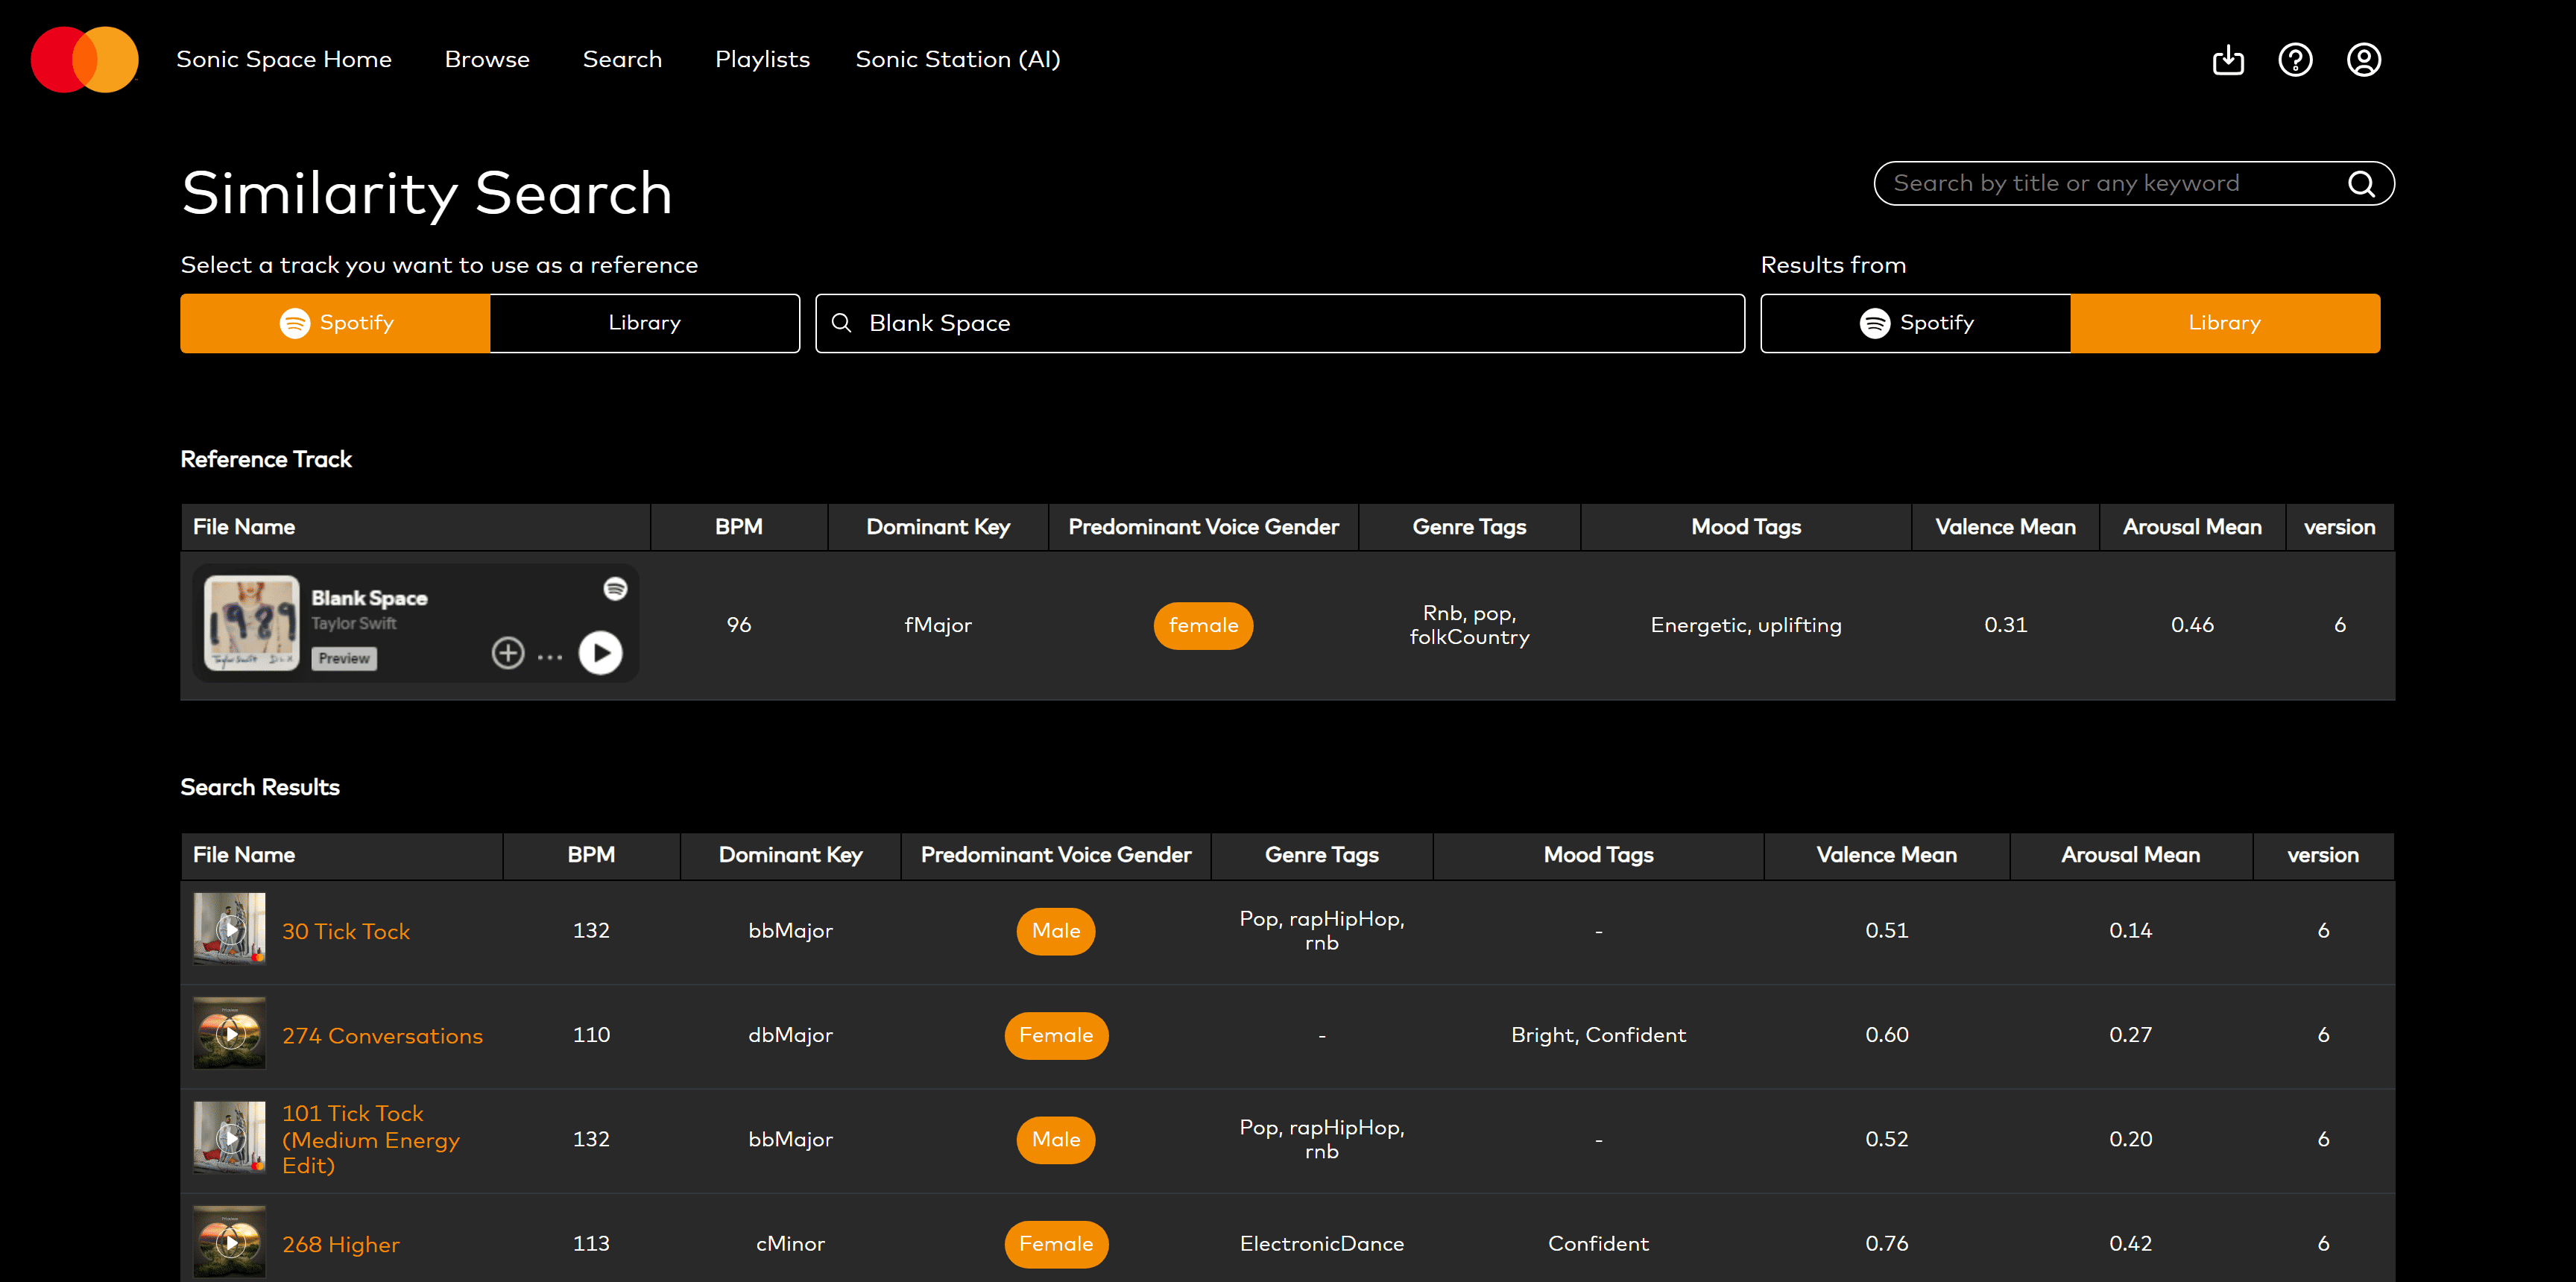 Sonic Space Home Browse Search Playlists Sonic Station (AI)
Similarity Search
Search by title or any keyword
Select a track you want to use as a reference
Results from
Spotify Library
Blank Space
Spotify Library
Reference Track
File Name BPM Dominant Key Predominant Voice Gender Genre Tags Mood Tags Valence Mean Arousal Mean version
1989
Blank Space
Taylor Swift
Preview
96 fMajor female Rnb, pop,
folkCountry
Energetic, uplifting 0.31 0.46 6
Search Results
File Name BPM Dominant Key Predominant Voice Gender Genre Tags Mood Tags Valence Mean Arousal Mean version
30 Tick Tock 132 bbMajor Male Pop, rapHipHop,
rnb
- 0.51 0.14 6
274 Conversations 110 dbMajor Female - Bright, Confident 0.60 0.27 6
101 Tick Tock
(Medium Energy
Edit)
132 bbMajor Male Pop, rapHipHop,
rnb
- 0.52 0.20 6
268 Higher 113 cMinor Female ElectronicDance Confident 0.76 0.42 6